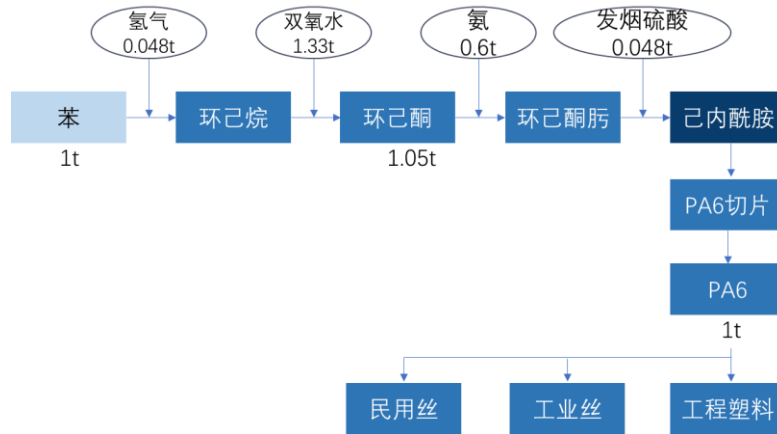 氢气
0.048t
双氧水
1.33t
氨
0.6t
发烟硫酸
0.048t
苯
环己烷
环己酮
环己酮肟
己内酰胺
1t
1.05t
PA6切片
PA6
1t
民用丝
工业丝
工程塑料